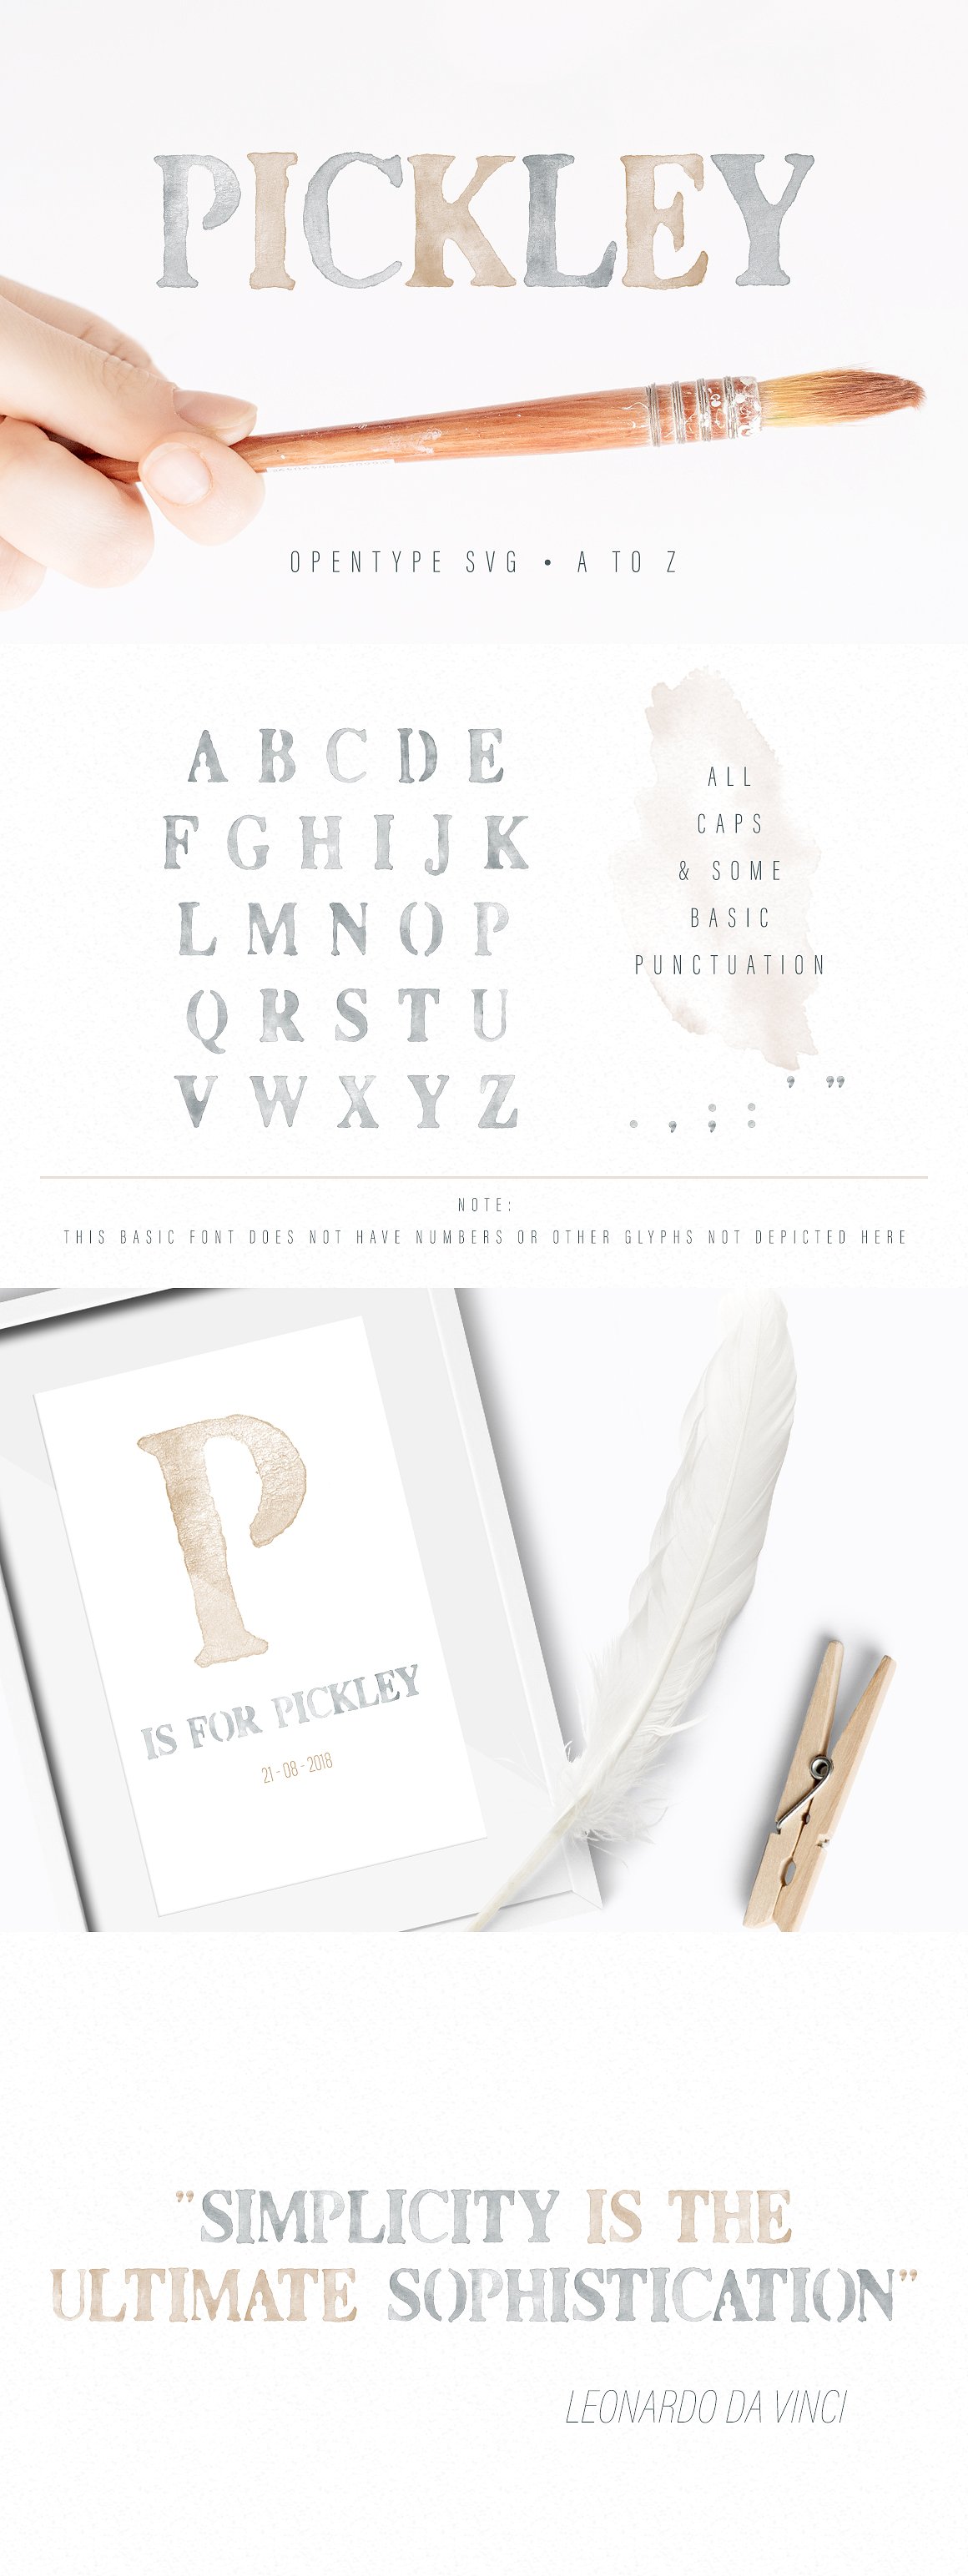 PICKLEY
OPENTYPE SVG • A TO Z
A B C D E
F G H I J K
L M N O P
Q R S T U
V W X Y Z
ALL
CAPS
& SOME
BASIC
PUNCTUATION
. , ; : ’ ”
NOTE:
THIS BASIC FONT DOES NOT HAVE NUMBERS OR OTHER GLYPHS NOT DEPICTED HERE
P
IS FOR PICKLEY
21-08-2018
”SIMPLICITY IS THE
ULTIMATE SOPHISTICATION”
LEONARDO DA VINCI